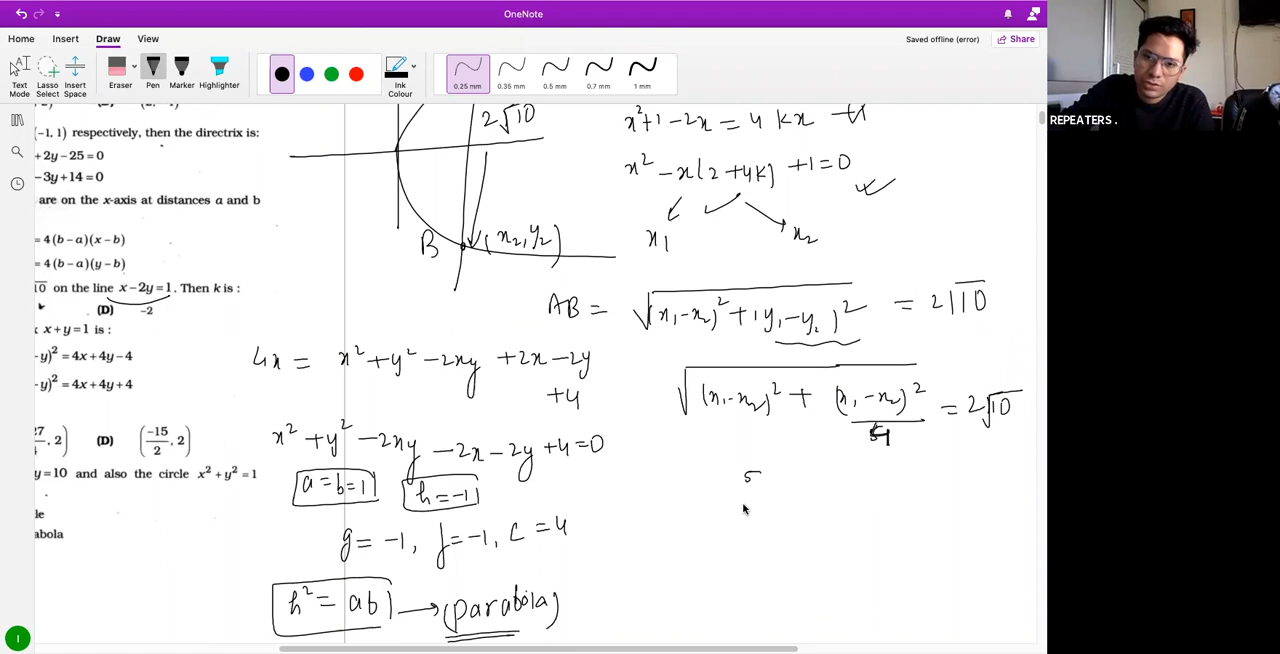 OneNote
Home Insert Draw View
Saved offline (error) Share
Text Mode
Lasso Select
Insert Space
Eraser
Pen
Marker
Highlighter
Ink Colour
0.25 mm 0.35 mm 0.5 mm 0.7 mm 1 mm
REPEATERS .
(−1, 1) respectively, then the directrix is:
+2y−25=0
−3y+14=0
are on the x-axis at distances a and b
=4(b−a)(x−b)
=4(b−a)(y−b)
10 on the line x−2y=1. Then k is :
(D) −2
x+y=1 is :
−y)²=4x+4y−4
−y)²=4x+4y+4
27/4, 2) (D) (−15/2, 2)
y=10 and also the circle x²+y²=1
le
abola
2√10
B (x₂, y₂)
x²+1−2x = 4kx
x² −x(2+4k) +1=0
x₁ x₂
AB = √(x₁−x₂)²+(y₁−y₂)² = 2√10
√(x₁−x₂)² + (x₁−x₂)²/4 = 2√10
5
4x = x²+y²−2xy+2x−2y
+4
x²+y²−2xy−2x−2y+4=0
a=b=1 h=−1
g=−1, f=−1, c=4
h²=ab → (parabola)
I